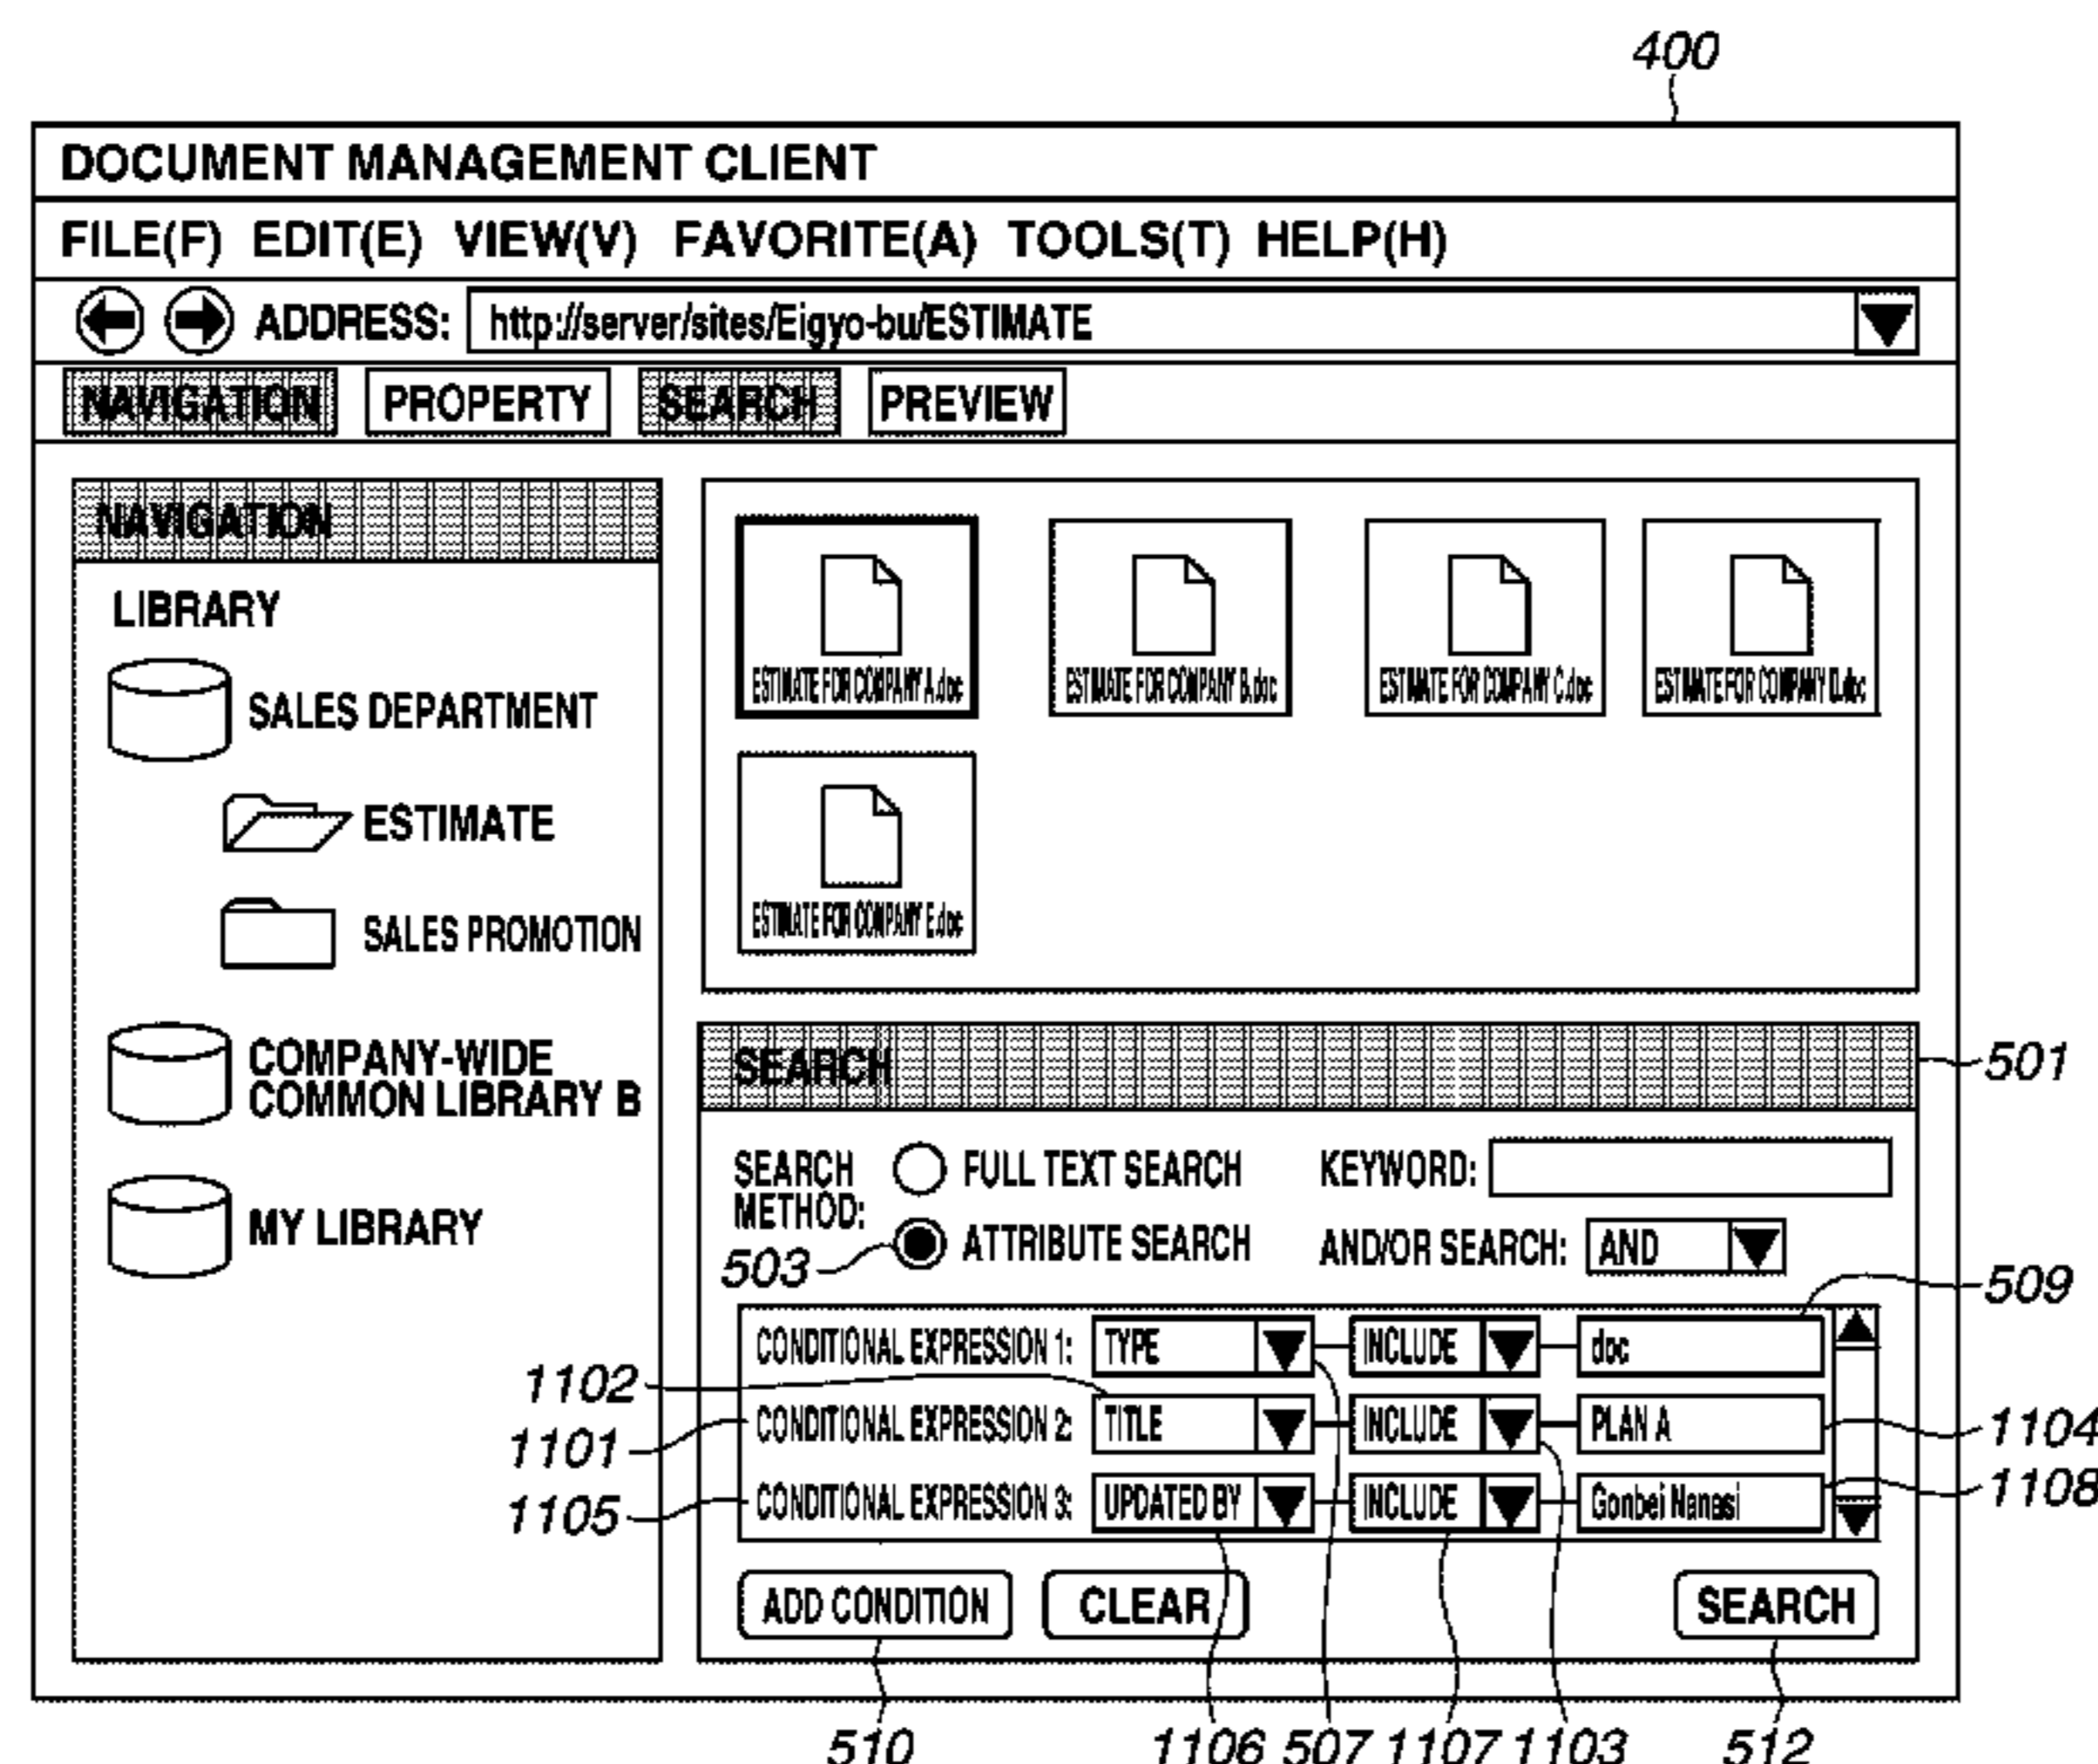 400
DOCUMENT MANAGEMENT CLIENT
FILE(F) EDIT(E) VIEW(V) FAVORITE(A) TOOLS(T) HELP(H)
ADDRESS: http://server/sites/Eigyo-bu/ESTIMATE
NAVIGATION PROPERTY SEARCH PREVIEW
NAVIGATION
LIBRARY
SALES DEPARTMENT
ESTIMATE
SALES PROMOTION
COMPANY-WIDE
COMMON LIBRARY B
MY LIBRARY
ESTIMATE FOR COMPANY A.doc ESTIMATE FOR COMPANY B.doc ESTIMATE FOR COMPANY C.doc ESTIMATE FOR COMPANY D.doc
ESTIMATE FOR COMPANY E.doc
SEARCH 501
SEARCH
METHOD:
FULL TEXT SEARCH KEYWORD:
503 ATTRIBUTE SEARCH AND/OR SEARCH: AND
509
CONDITIONAL EXPRESSION 1: TYPE INCLUDE doc
1102
1101 CONDITIONAL EXPRESSION 2: TITLE INCLUDE PLAN A 1104
1105 CONDITIONAL EXPRESSION 3: UPDATED BY INCLUDE Gonbei Nanasi 1108
ADD CONDITION CLEAR SEARCH
510 1106 507 1107 1103 512